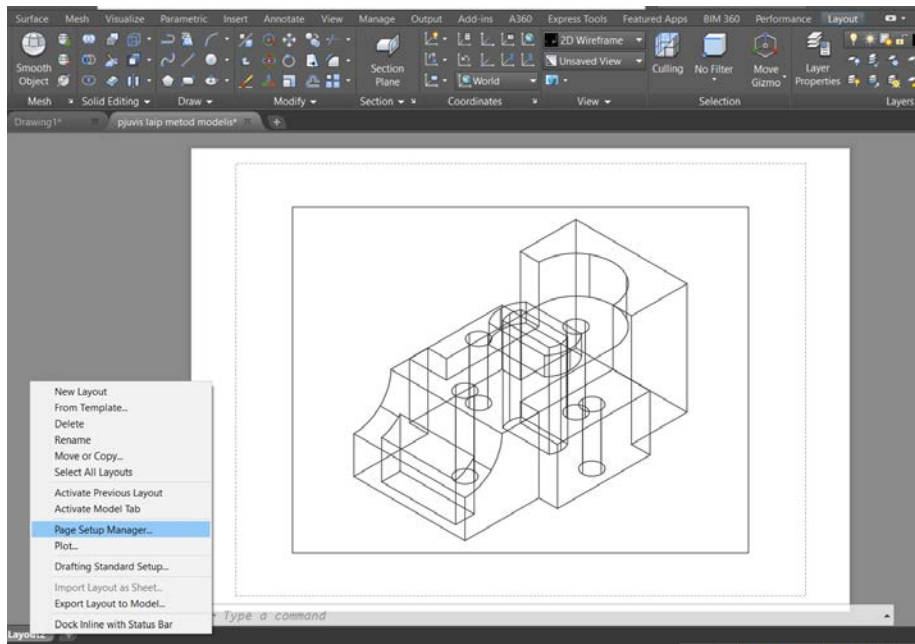 Surface Mesh Visualize Parametric Insert Annotate View Manage Output Add-ins A360 Express Tools Featured Apps BIM 360 Performance Layout
Smooth Object
Section Plane
2D Wireframe
Unsaved View
World
Culling
No Filter
Move Gizmo
Layer Properties
Mesh Solid Editing Draw Modify Section Coordinates View Selection Layers
Drawing1* pjuvis laip metod modelis*
New Layout
From Template...
Delete
Rename
Move or Copy...
Select All Layouts
Activate Previous Layout
Activate Model Tab
Page Setup Manager...
Plot...
Drafting Standard Setup...
Import Layout as Sheet...
Export Layout to Model...
Dock Inline with Status Bar
Type a command